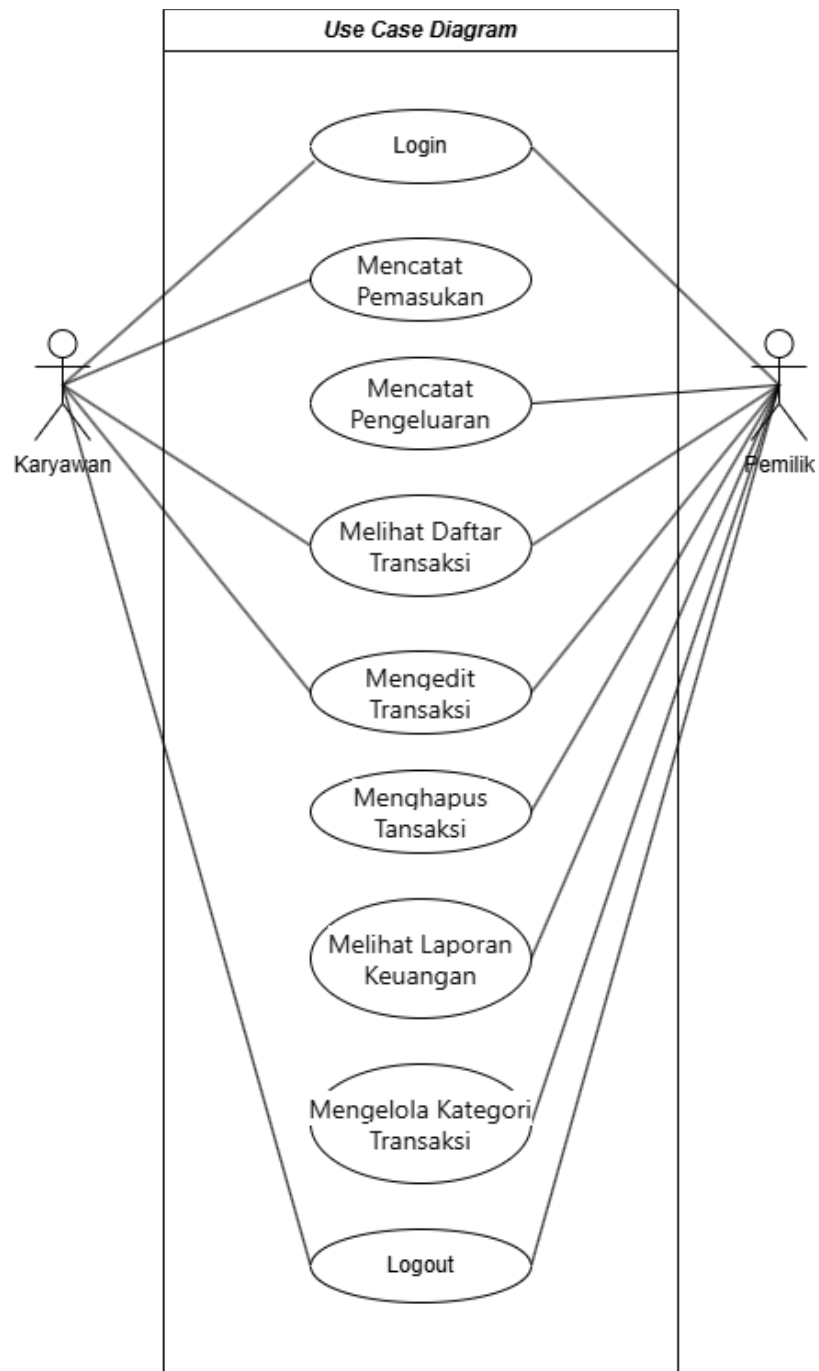 Use Case Diagram
Login
Mencatat
Pemasukan
Mencatat
Pengeluaran
Karyawan
Pemilik
Melihat Daftar
Transaksi
Mengedit
Transaksi
Menghapus
Tansaksi
Melihat Laporan
Keuangan
Mengelola Kategori
Transaksi
Logout